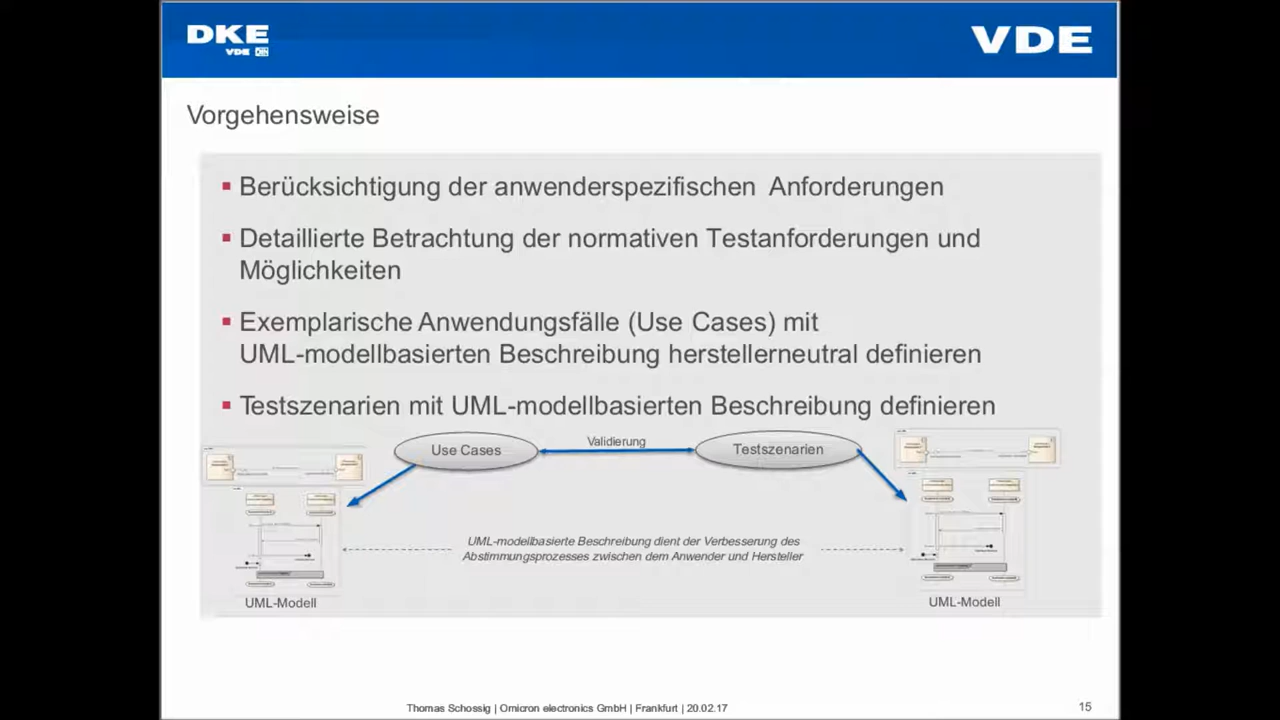 DKE
VDE DIN
VDE
Vorgehensweise
Berücksichtigung der anwenderspezifischen Anforderungen
Detaillierte Betrachtung der normativen Testanforderungen und
Möglichkeiten
Exemplarische Anwendungsfälle (Use Cases) mit
UML-modellbasierten Beschreibung herstellerneutral definieren
Testszenarien mit UML-modellbasierten Beschreibung definieren
Use Cases
Validierung
Testszenarien
UML-modellbasierte Beschreibung dient der Verbesserung des
Abstimmungsprozesses zwischen dem Anwender und Hersteller
UML-Modell
UML-Modell
Thomas Schossig | Omicron electronics GmbH | Frankfurt | 20.02.17
15